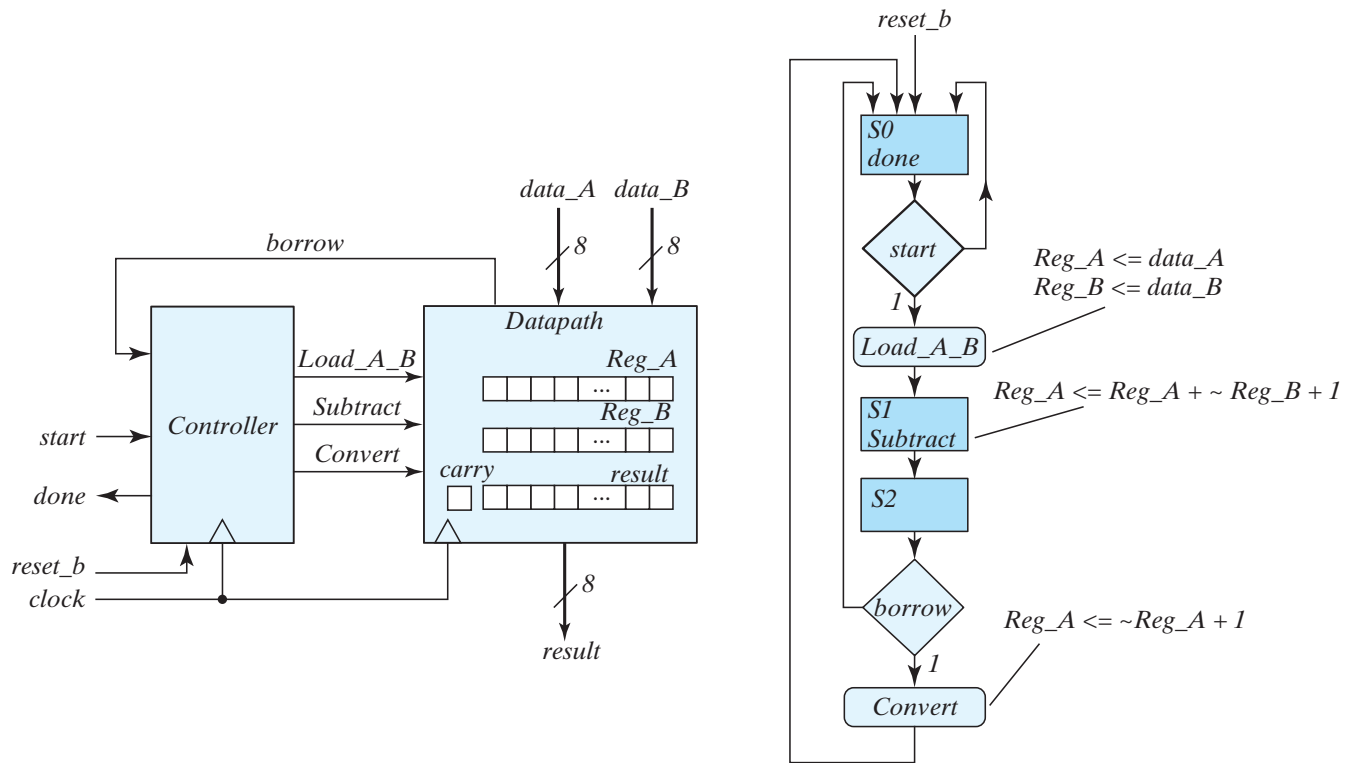 data_A data_B
borrow
8
8
Datapath
Load_A_B
Reg_A
...
Subtract
Reg_B
Controller
...
start
Convert
carry
result
...
done
reset_b
clock
8
result
reset_b
S0
done
start
Reg_A <= data_A
Reg_B <= data_B
1
Load_A_B
Reg_A <= Reg_A + ~ Reg_B + 1
S1
Subtract
S2
borrow
Reg_A <= ~Reg_A + 1
1
Convert